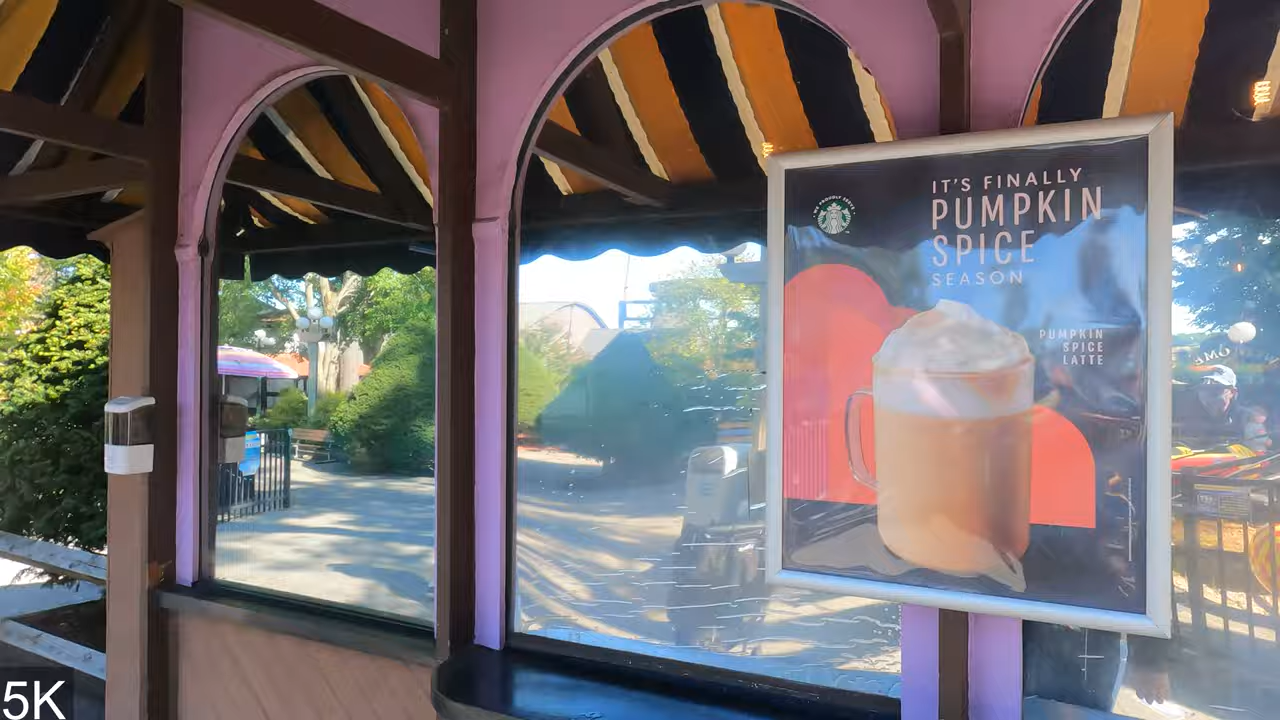 IT'S FINALLY
PUMPKIN
SPICE
SEASON
PUMPKIN
SPICE
LATTE
5K